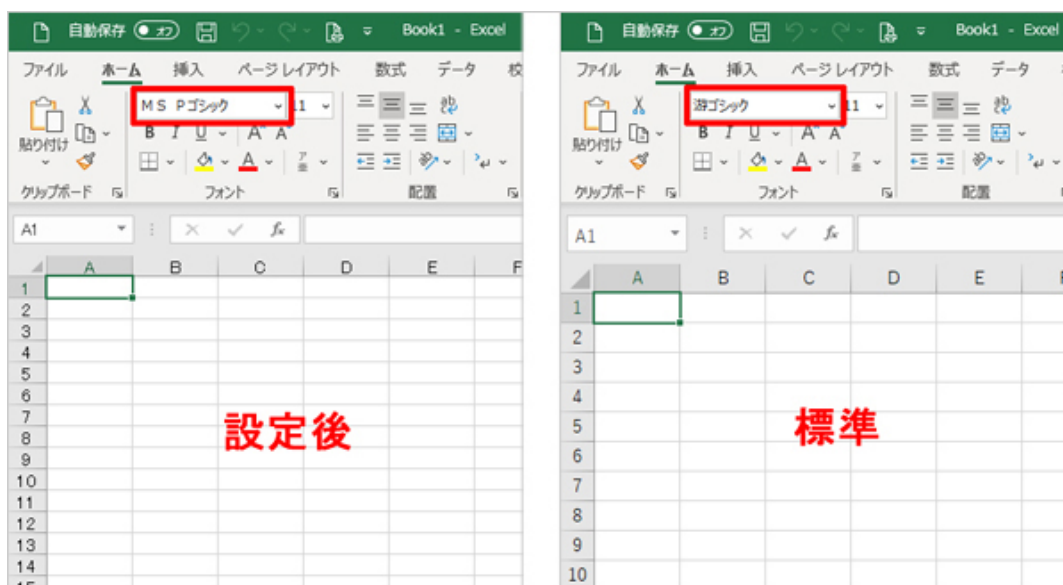 自動保存 オフ Book1 - Excel
ファイル ホーム 挿入 ページ レイアウト 数式 データ 校
MS Pゴシック 11
B I U A A
貼り付け
クリップボード フォント 配置
A1 fx
A B C D E F
1
2
3
4
5
6
7
8
9
10
11
12
13
14
15
設定後
自動保存 オフ Book1 - Excel
ファイル ホーム 挿入 ページ レイアウト 数式 データ
游ゴシック 11
B I U A A
貼り付け
クリップボード フォント 配置
A1 fx
A B C D E
1
2
3
4
5
6
7
8
9
10
標準